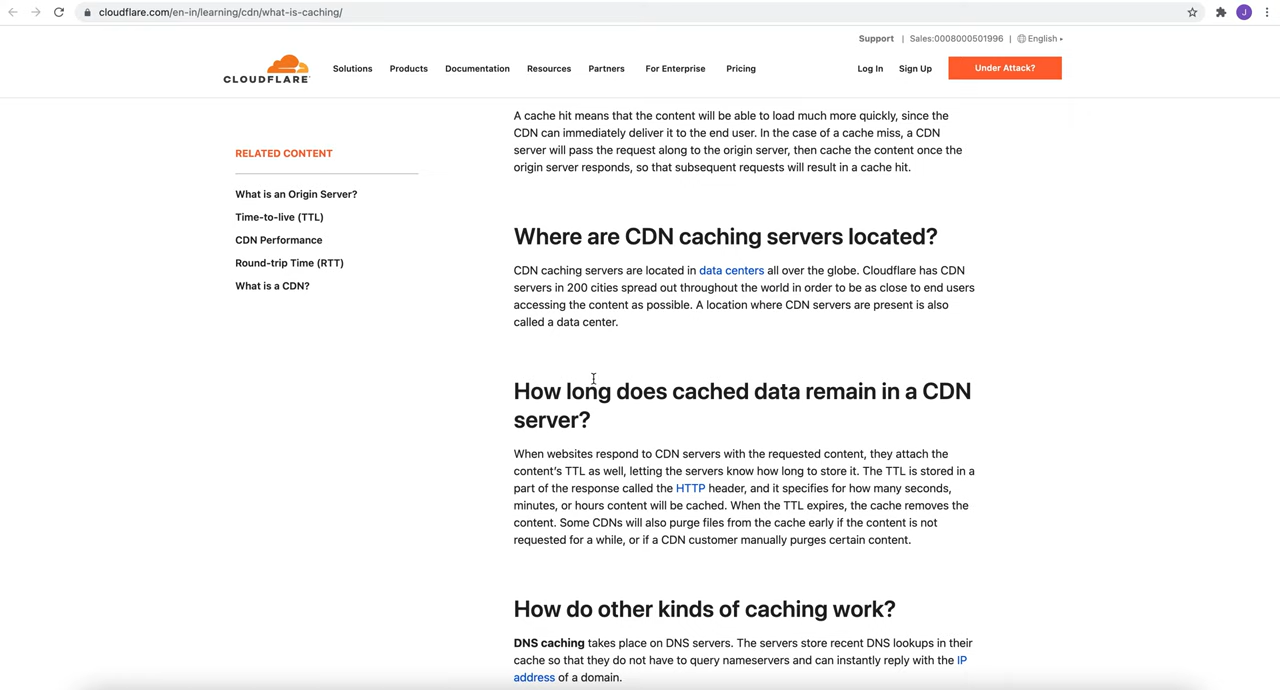 cloudflare.com/en-in/learning/cdn/what-is-caching/
J
Support | Sales:0008000501996 | English
CLOUDFLARE
Solutions Products Documentation Resources Partners For Enterprise Pricing Log In Sign Up Under Attack?
RELATED CONTENT
What is an Origin Server?
Time-to-live (TTL)
CDN Performance
Round-trip Time (RTT)
What is a CDN?
A cache hit means that the content will be able to load much more quickly, since the
CDN can immediately deliver it to the end user. In the case of a cache miss, a CDN
server will pass the request along to the origin server, then cache the content once the
origin server responds, so that subsequent requests will result in a cache hit.
Where are CDN caching servers located?
CDN caching servers are located in data centers all over the globe. Cloudflare has CDN
servers in 200 cities spread out throughout the world in order to be as close to end users
accessing the content as possible. A location where CDN servers are present is also
called a data center.
How long does cached data remain in a CDN
server?
When websites respond to CDN servers with the requested content, they attach the
content's TTL as well, letting the servers know how long to store it. The TTL is stored in a
part of the response called the HTTP header, and it specifies for how many seconds,
minutes, or hours content will be cached. When the TTL expires, the cache removes the
content. Some CDNs will also purge files from the cache early if the content is not
requested for a while, or if a CDN customer manually purges certain content.
How do other kinds of caching work?
DNS caching takes place on DNS servers. The servers store recent DNS lookups in their
cache so that they do not have to query nameservers and can instantly reply with the IP
address of a domain.